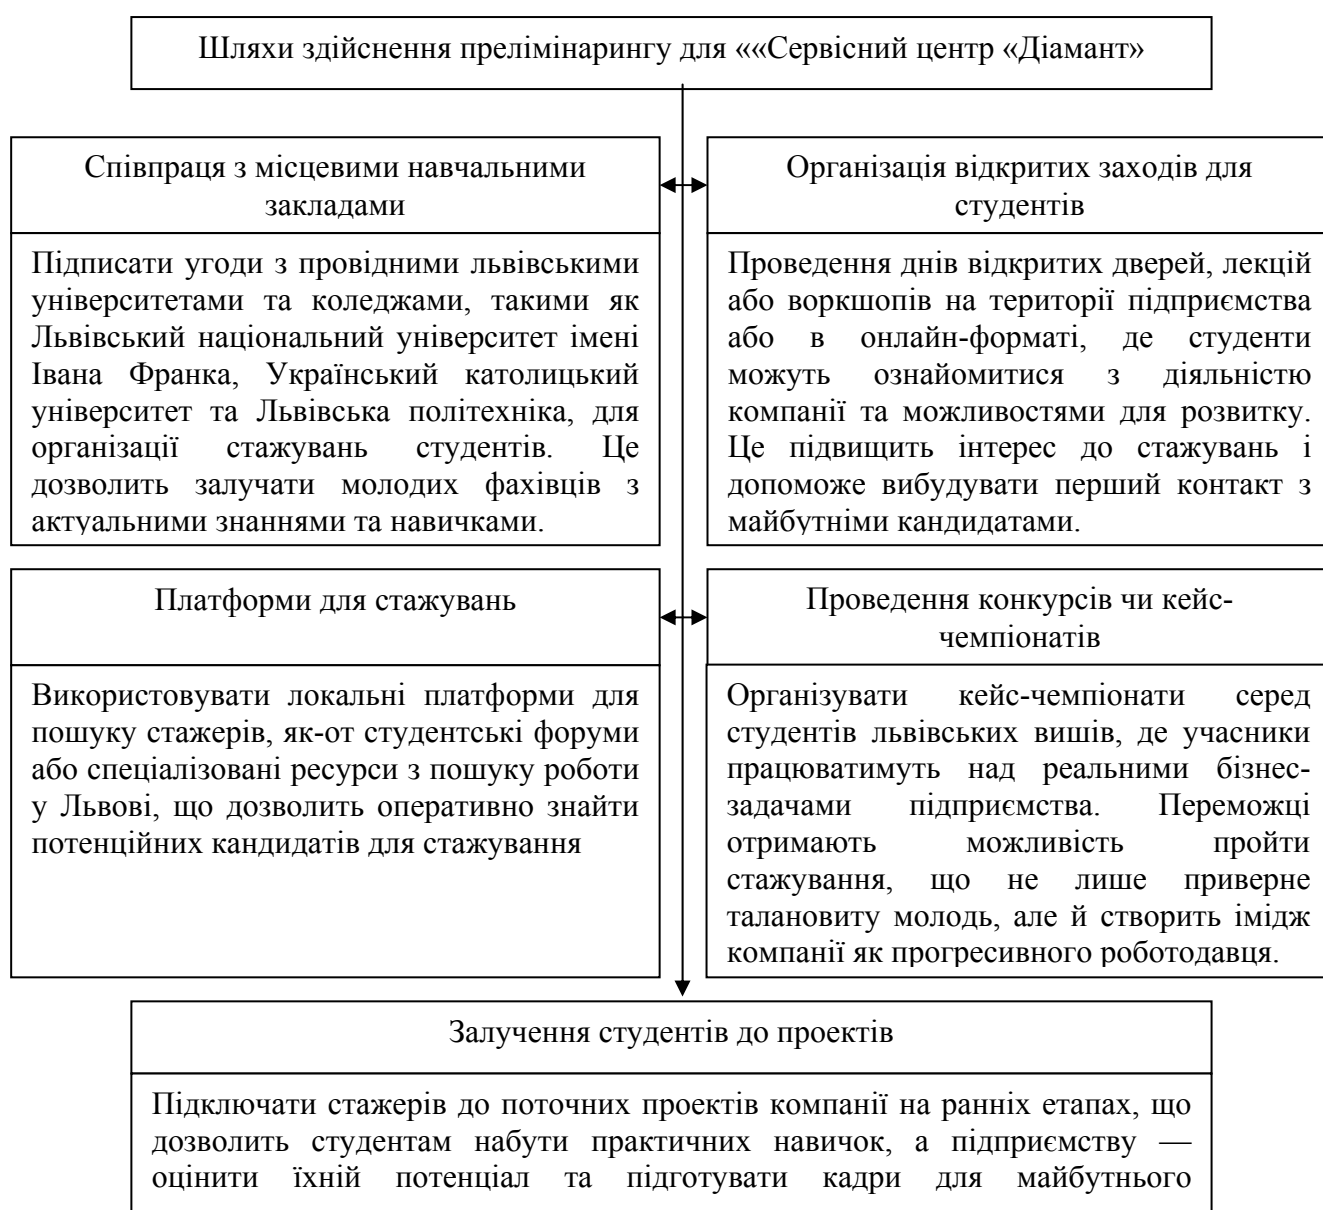 Шляхи здійснення прелімінарингу для ««Сервісний центр «Діамант»
Співпраця з місцевими навчальними
закладами
Підписати угоди з провідними львівськими
університетами та коледжами, такими як
Львівський національний університет імені
Івана Франка, Український католицький
університет та Львівська політехніка, для
організації стажувань студентів. Це
дозволить залучати молодих фахівців з
актуальними знаннями та навичками.
Організація відкритих заходів для
студентів
Проведення днів відкритих дверей, лекцій
або воркшопів на території підприємства
або в онлайн-форматі, де студенти
можуть ознайомитися з діяльністю
компанії та можливостями для розвитку.
Це підвищить інтерес до стажувань і
допоможе вибудувати перший контакт з
майбутніми кандидатами.
Платформи для стажувань
Використовувати локальні платформи для
пошуку стажерів, як-от студентські форуми
або спеціалізовані ресурси з пошуку роботи
у Львові, що дозволить оперативно знайти
потенційних кандидатів для стажування
Проведення конкурсів чи кейс-
чемпіонатів
Організувати кейс-чемпіонати серед
студентів львівських вишів, де учасники
працюватимуть над реальними бізнес-
задачами підприємства. Переможці
отримають можливість пройти
стажування, що не лише приверне
талановиту молодь, але й створить імідж
компанії як прогресивного роботодавця.
Залучення студентів до проектів
Підключати стажерів до поточних проектів компанії на ранніх етапах, що
дозволить студентам набути практичних навичок, а підприємству —
оцінити їхній потенціал та підготувати кадри для майбутнього